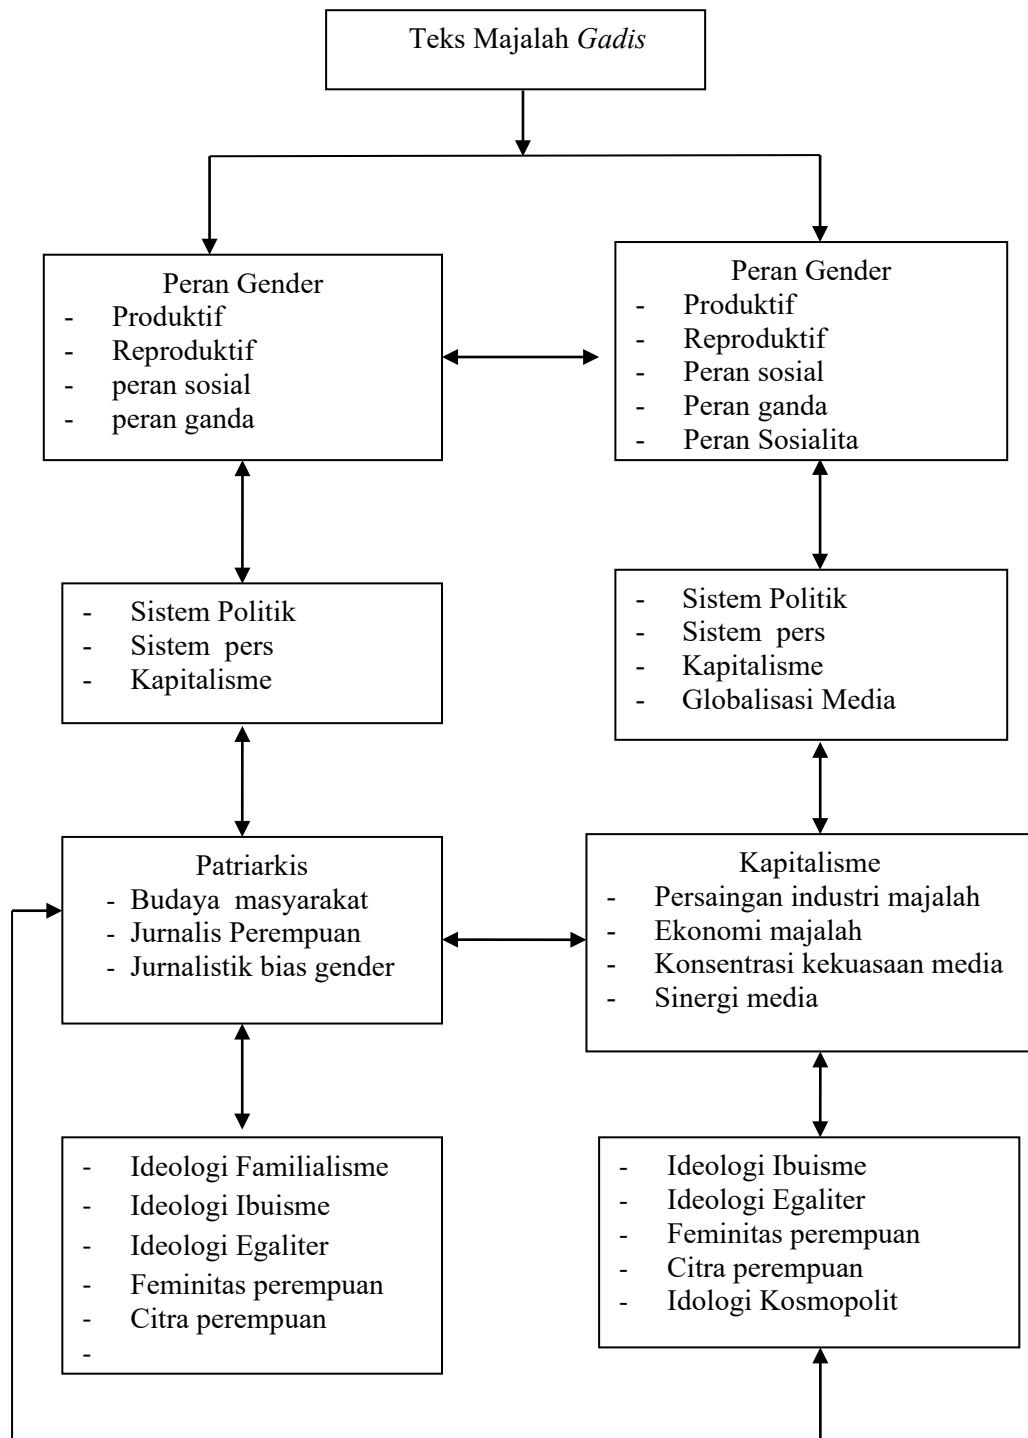 Teks Majalah Gadis
Peran Gender
- Produktif
- Reproduktif
- peran sosial
- peran ganda
Peran Gender
- Produktif
- Reproduktif
- Peran sosial
- Peran ganda
- Peran Sosialita
- Sistem Politik
- Sistem pers
- Kapitalisme
- Sistem Politik
- Sistem pers
- Kapitalisme
- Globalisasi Media
Patriarkis
- Budaya masyarakat
- Jurnalis Perempuan
- Jurnalistik bias gender
Kapitalisme
- Persaingan industri majalah
- Ekonomi majalah
- Konsentrasi kekuasaan media
- Sinergi media
- Ideologi Familialisme
- Ideologi Ibuisme
- Ideologi Egaliter
- Feminitas perempuan
- Citra perempuan
-
- Ideologi Ibuisme
- Ideologi Egaliter
- Feminitas perempuan
- Citra perempuan
- Idologi Kosmopolit